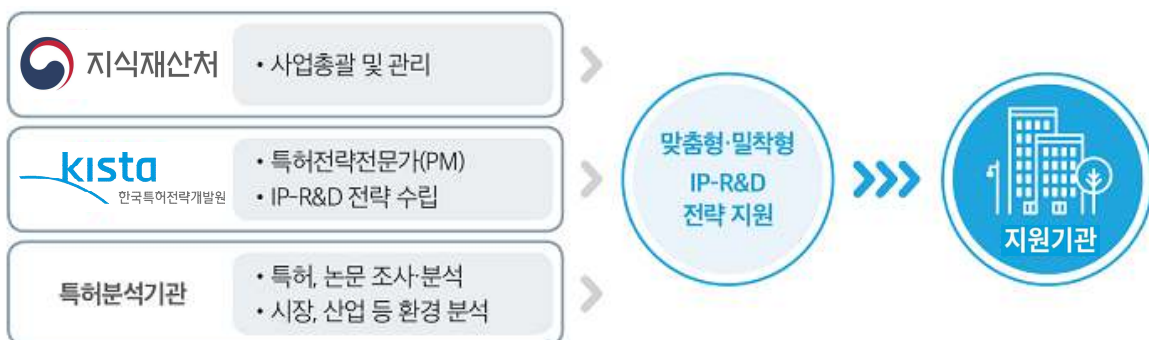 지식재산처
• 사업총괄 및 관리
kista
한국특허전략개발원
• 특허전략전문가(PM)
• IP-R&D 전략 수립
특허분석기관
• 특허, 논문 조사·분석
• 시장, 산업 등 환경 분석
맞춤형·밀착형
IP-R&D
전략 지원
지원기관